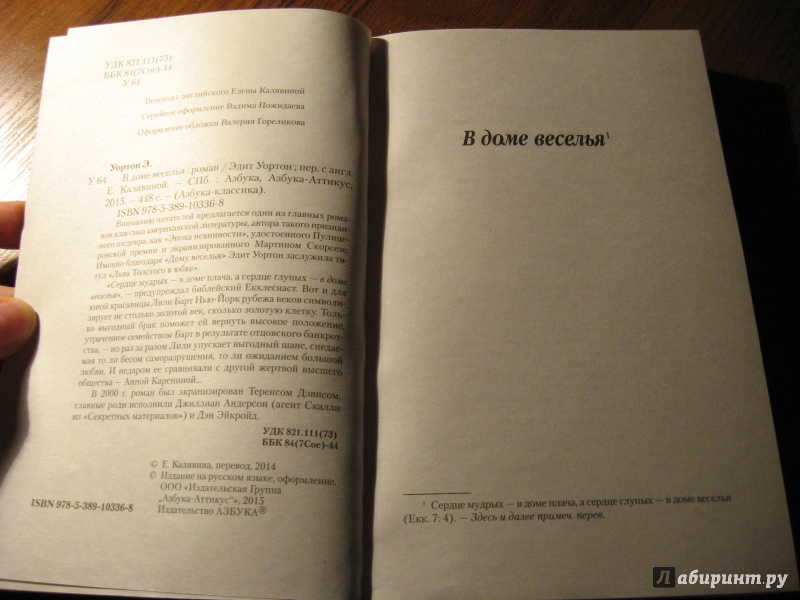 УДК 821.111(73)
ББК 84(7Сое)-44
У 64
Перевод с английского Елены Калявиной
Серийное оформление Вадима Пожидаева
Оформление обложки Валерия Гореликова
Уортон Э.
У 64 В доме веселья : роман / Эдит Уортон ; пер. с англ.
Е. Калявиной. — СПб. : Азбука, Азбука-Аттикус,
2015. — 448 с. — (Азбука-классика).
ISBN 978-5-389-10336-8
Вниманию читателей предлагается один из главных рома-
нов классика американской литературы, автора такого признан-
ного шедевра как «Эпоха невинности», удостоенного Пулице-
ровской премии и экранизированного Мартином Скорсезе.
Именно благодаря «Дому веселья» Эдит Уортон заслужила ти-
тул «Льва Толстого в юбке».
«Сердце мудрых — в доме плача, а сердце глупых — в доме
веселья», — предупреждал библейский Екклесиаст. Вот и для
юной красавицы Лили Барт Нью-Йорк рубежа веков символи-
зирует не столько золотой век, сколько золотую клетку. Толь-
ко выгодный брак поможет ей вернуть высокое положение,
утраченное семейством Барт в результате отцовского банкрот-
ства, — но раз за разом Лили упускает выгодный шанс, снедае-
мая то ли бесом саморазрушения, то ли ожиданием большой
любви. И недаром ее сравнивали с другой жертвой высшего
общества — Анной Карениной...
В 2000 г. роман был экранизирован Теренсом Дэвисом,
главные роли исполнили Джиллиан Андерсон (агент Скалли
из «Секретных материалов») и Дэн Эйкройд.
УДК 821.111(73)
ББК 84(7Сое)-44
© Е. Калявина, перевод, 2014
© Издание на русском языке, оформление.
ООО «Издательская Группа
„Азбука-Аттикус“», 2015
Издательство АЗБУКА®
ISBN 978-5-389-10336-8
В доме веселья¹
¹ Сердце мудрых — в доме плача, а сердце глупых — в доме веселья
(Екк. 7: 4). — Здесь и далее примеч. перев.
Лабиринт.ру